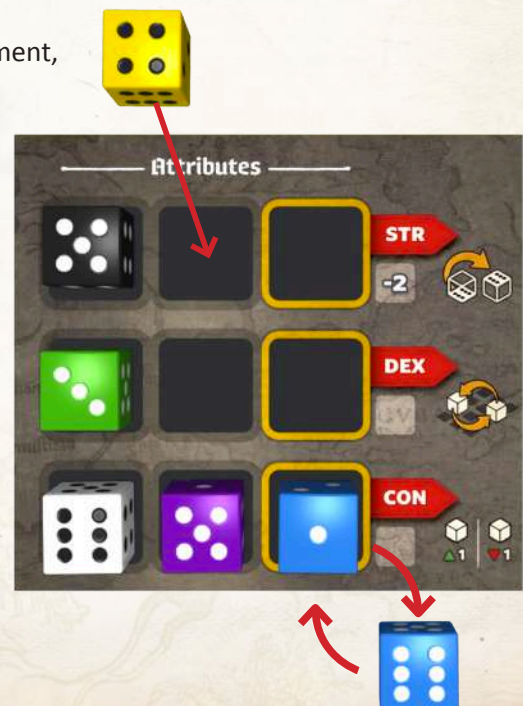 ment,
Attributes
STR
-2
DEX
CON
1 1